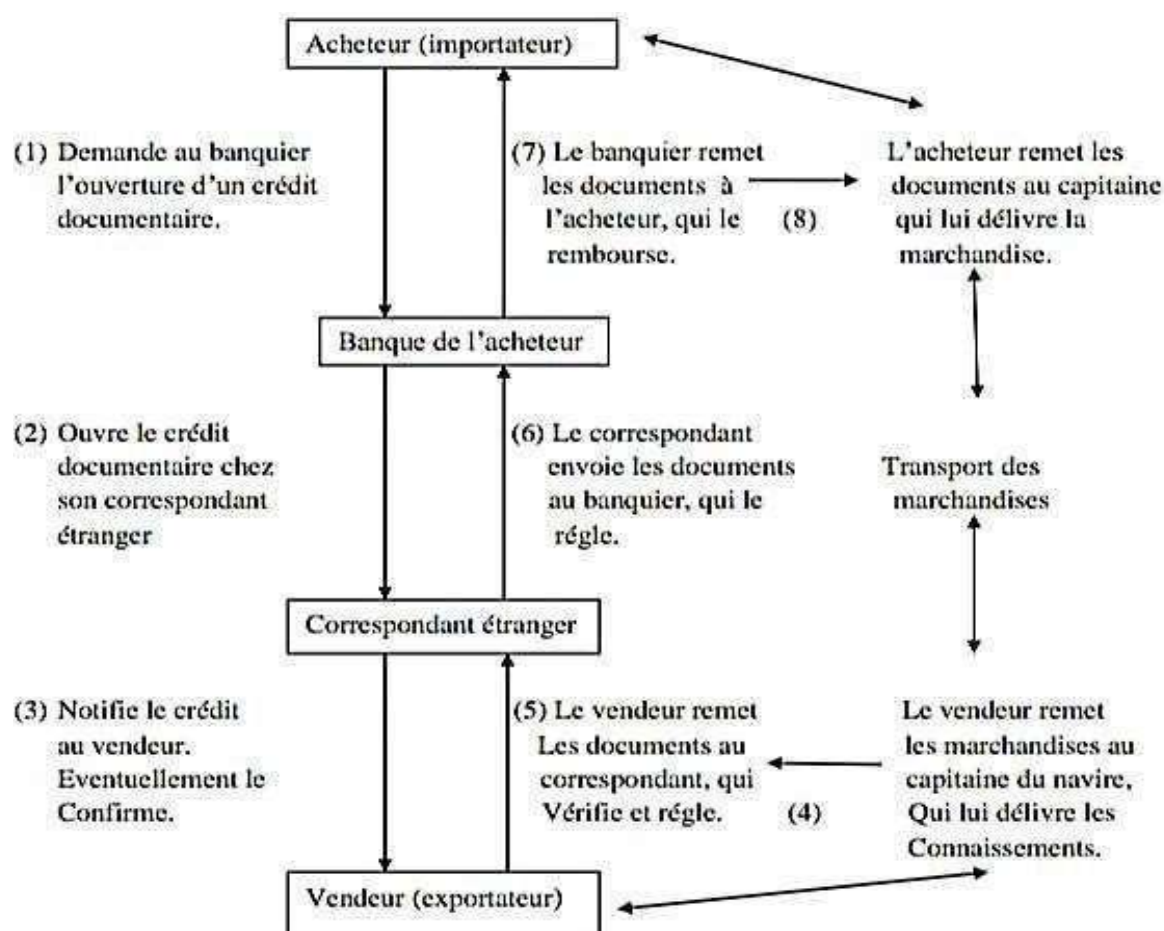 Acheteur (importateur)
(1) Demande au banquier
l'ouverture d'un crédit
documentaire.
(7) Le banquier remet
les documents à
l'acheteur, qui le
rembourse.
(8)
L'acheteur remet les
documents au capitaine
qui lui délivre la
marchandise.
Banque de l'acheteur
(2) Ouvre le crédit
documentaire chez
son correspondant
étranger
(6) Le correspondant
envoie les documents
au banquier, qui le
régle.
Transport des
marchandises
Correspondant étranger
(3) Notifie le crédit
au vendeur.
Eventuellement le
Confirme.
(5) Le vendeur remet
Les documents au
correspondant, qui
Vérifie et régle.
(4)
Le vendeur remet
les marchandises au
capitaine du navire,
Qui lui délivre les
Connaissements.
Vendeur (exportateur)